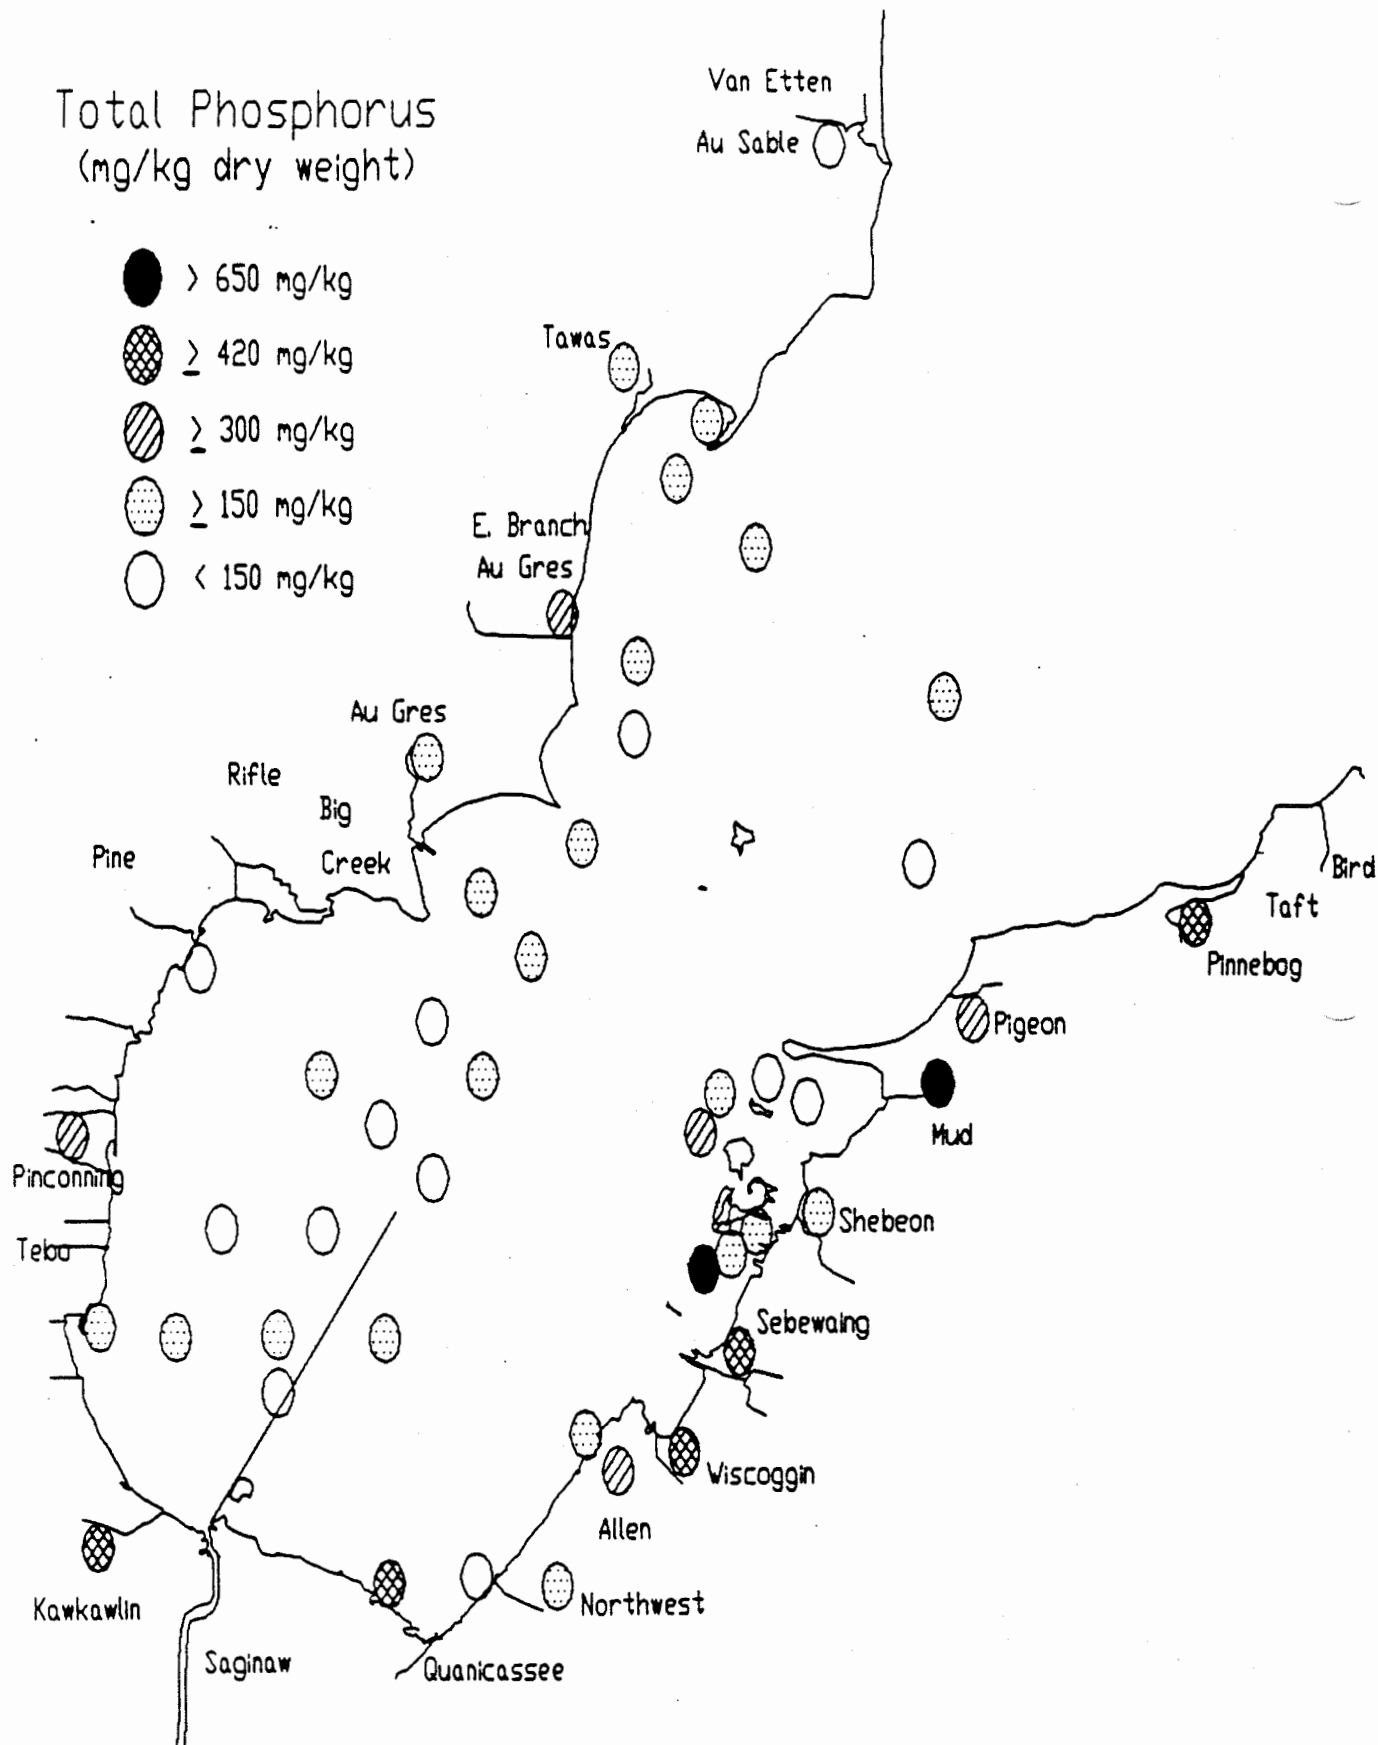 Total Phosphorus
(mg/kg dry weight)
> 650 mg/kg
≥ 420 mg/kg
≥ 300 mg/kg
≥ 150 mg/kg
< 150 mg/kg
Van Etten
Au Sable
Tawas
E. Branch
Au Gres
Au Gres
Rifle
Big
Creek
Pine
Bird
Taft
Pinnebog
Pigeon
Mud
Pinconning
Shebeon
Tebo
Sebewaing
Wiscoggin
Allen
Kawkawlin
Northwest
Saginaw
Quanicassee